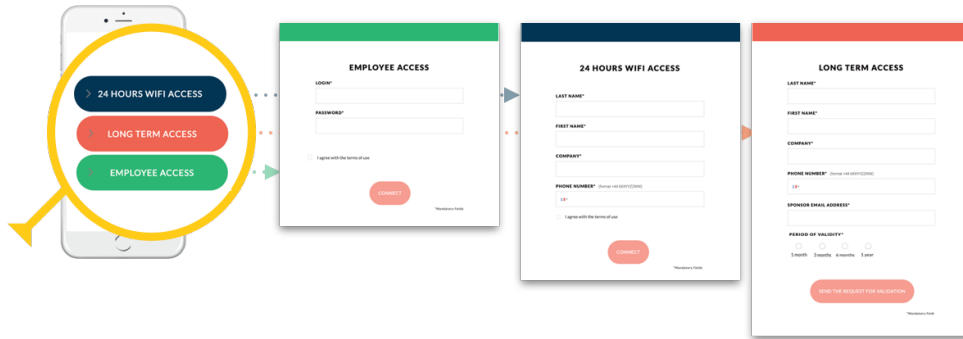 24 HOURS WIFI ACCESS
LONG TERM ACCESS
EMPLOYEE ACCESS
EMPLOYEE ACCESS
LOGIN*
PASSWORD*
I agree with the terms of use
CONNECT
*Mandatory fields
24 HOURS WIFI ACCESS
LAST NAME*
FIRST NAME*
COMPANY*
PHONE NUMBER*
I agree with the terms of use
CONNECT
*Mandatory fields
LONG TERM ACCESS
LAST NAME*
FIRST NAME*
COMPANY*
PHONE NUMBER*
SPONSOR EMAIL ADDRESS*
PERIOD OF VALIDITY*
1 month 3 months 6 months 1 year
SEND THE REQUEST FOR VALIDATION
*Mandatory field